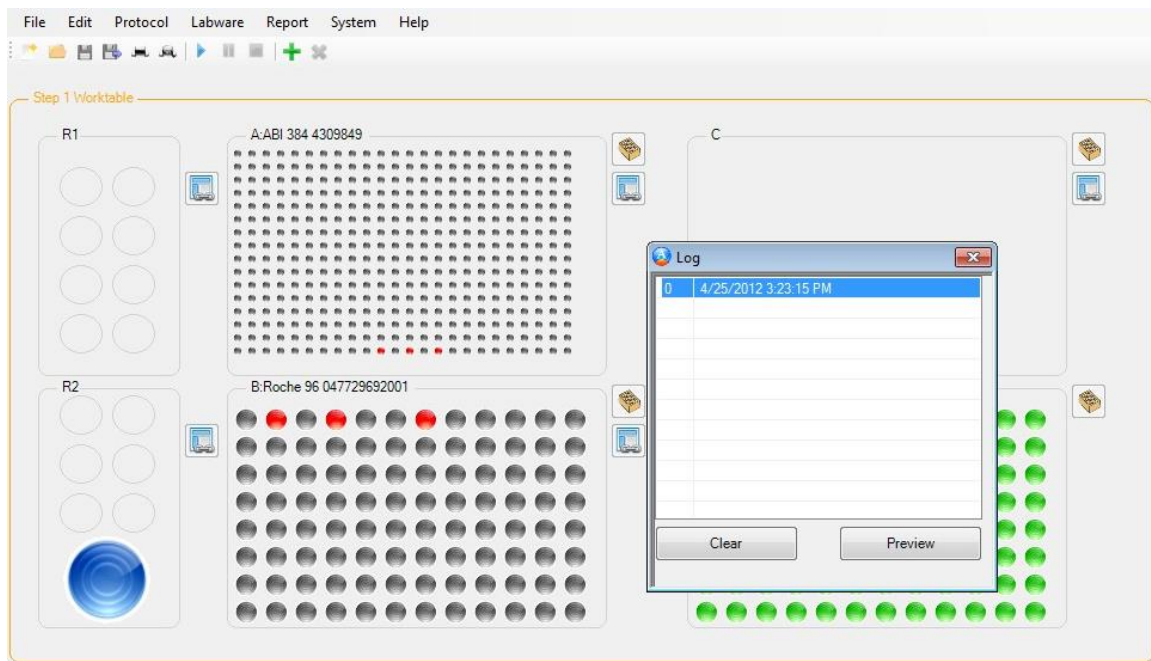 File Edit Protocol Labware Report System Help
Step 1 Worktable
R1
A:ABI 384 4309849
C
Log
0 4/25/2012 3:23:15 PM
R2
B:Roche 96 047729692001
Clear Preview